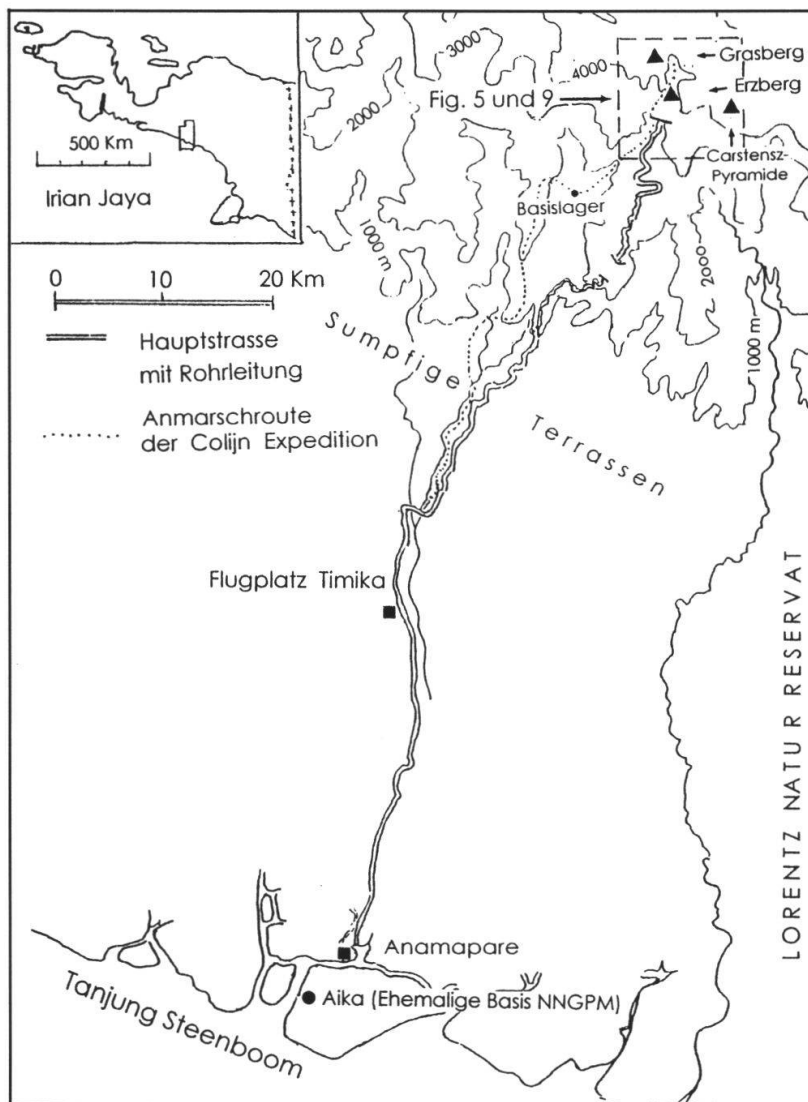 500 Km
Irian Jaya
3000
4000
2000
1000 m
Grasberg
Erzberg
Fig. 5 und 9
Carstensz-
Pyramide
Basislager
2000
1000 m
0 10 20 Km
Hauptstrasse
mit Rohrleitung
Anmarschroute
der Colijn Expedition
Sumpfige
Terrassen
Flugplatz Timika
LORENTZ NATUR RESERVAT
Anamapare
Aika (Ehemalige Basis NNGPM)
Tanjung Steenboom